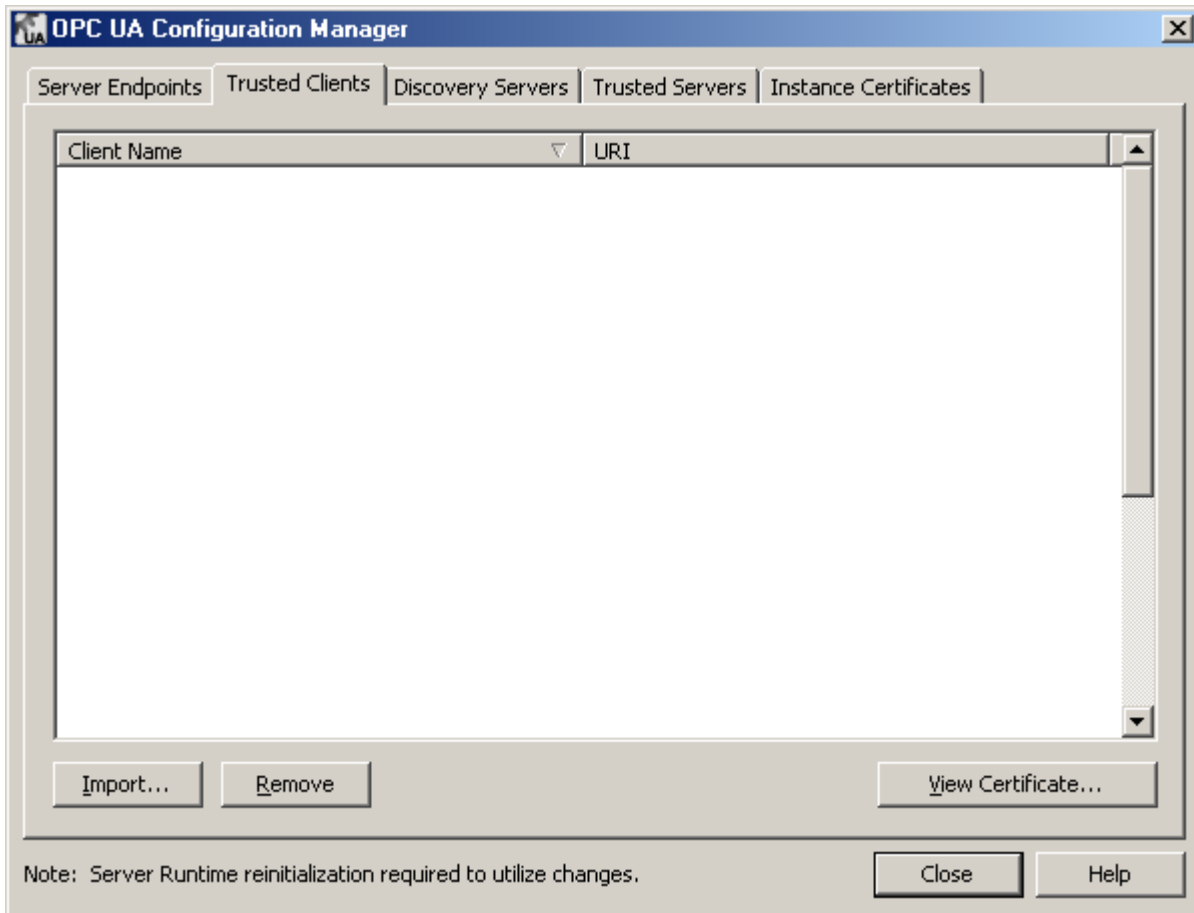 UA OPC UA Configuration Manager
Server Endpoints Trusted Clients Discovery Servers Trusted Servers Instance Certificates
Client Name URI
Import... Remove View Certificate...
Note: Server Runtime reinitialization required to utilize changes. Close Help